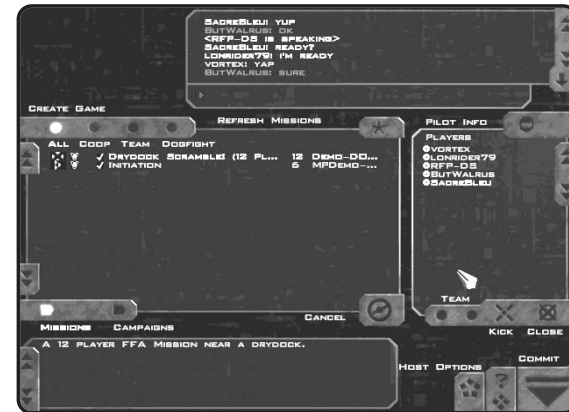 SacreBleu: yup
ButWalrus: ok
<RFP-DS is speaking>
SacreBleu: ready?
Lonrider79: i'm ready
vortex: yap
ButWalrus: sure
Create Game
Refresh Missions
Pilot Info
All Coop Team Dogfight
Players
Drydock Scramble! (12 Pl... 12 Demo-DO...
Initiation 6 MPDemo-...
vortex
Lonrider79
RFP-DS
ButWalrus
SacreBleu
Team
Cancel
Missions Campaigns
Kick Close
A 12 player FFA Mission near a drydock.
Host Options
Commit